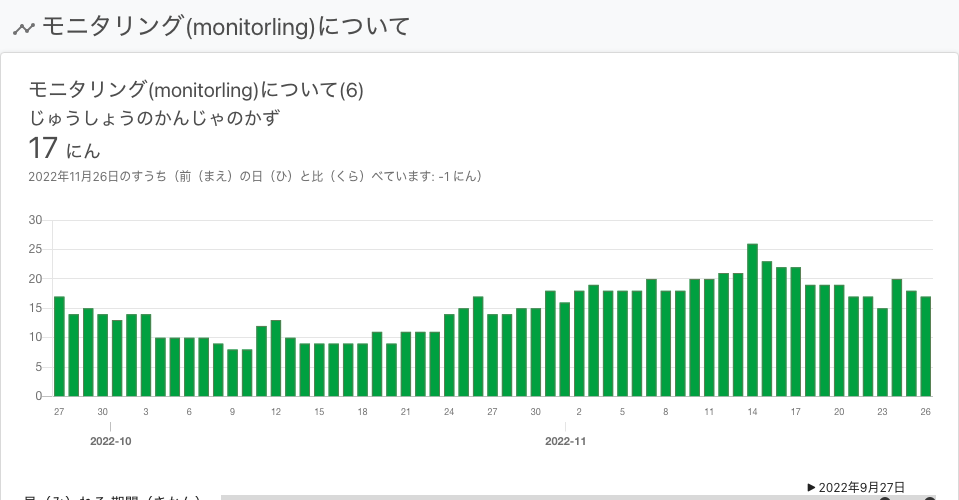 モニタリング(monitorling)について
モニタリング(monitorling)について(6)
じゅうしょうのかんじゃのかず
17 にん
2022年11月26日のすうち（前（まえ）の日（ひ）と比（くら）べています: -1 にん）
30
25
20
15
10
5
0
27 30 3 6 9 12 15 18 21 24 27 30 2 5 8 11 14 17 20 23 26
2022-10 2022-11
▶ 2022年9月27日